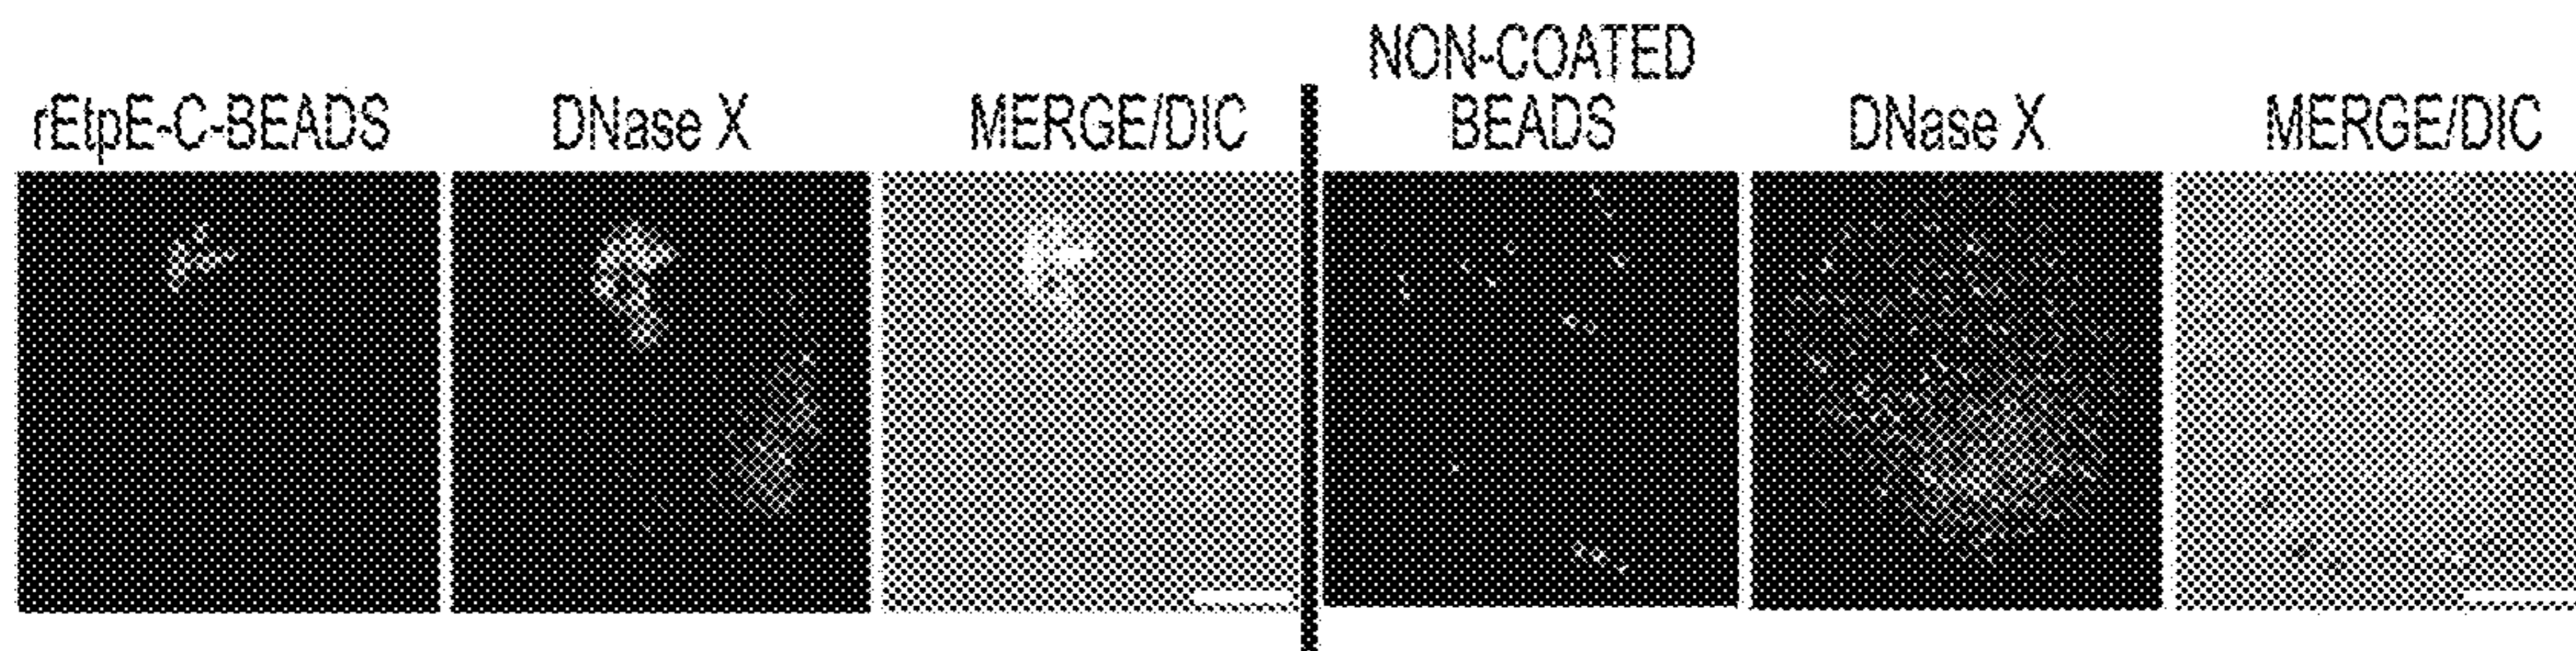 rEtpE-C-BEADS DNase X MERGE/DIC NON-COATED BEADS DNase X MERGE/DIC